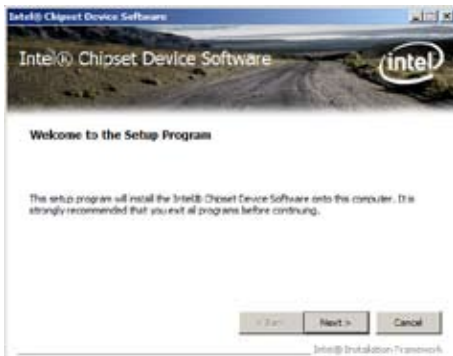 Intel® Chipset Device Software
Intel® Chipset Device Software
intel
Welcome to the Setup Program
This setup program will install the Intel® Chipset Device Software onto this computer. It is
strongly recommended that you exit all programs before continuing.
< Back
Next >
Cancel
Intel® Installation Framework